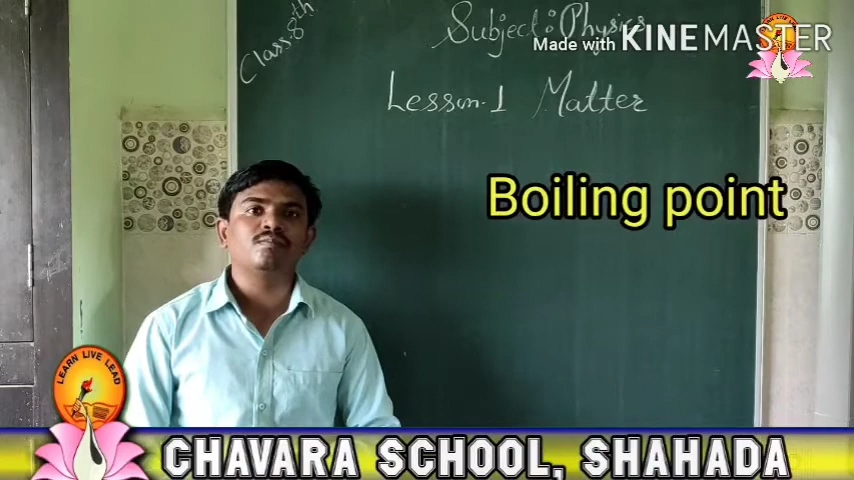 Class:8th
Subject: Physics
Made with KINEMASTER
Lesson-1 Matter
Boiling point
LEARN LIVE LEAD
CHAVARA SCHOOL, SHAHADA